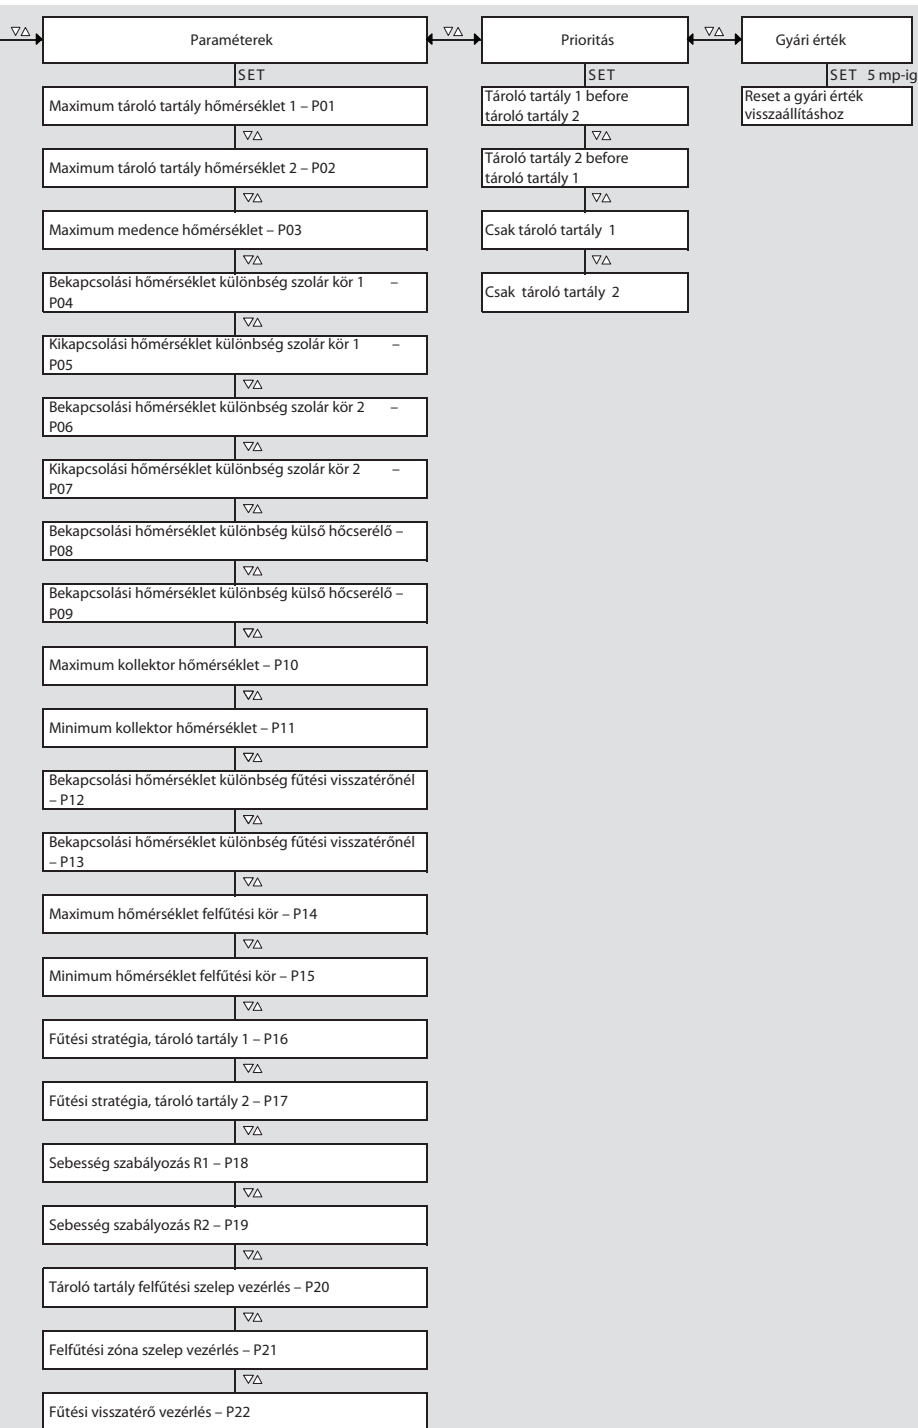 ▽△
Paraméterek
SET
Maximum tároló tartály hőmérséklet 1 – P01
▽△
Maximum tároló tartály hőmérséklet 2 – P02
▽△
Maximum medence hőmérséklet – P03
▽△
Bekapcsolási hőmérséklet különbség szolár kör 1 –
P04
▽△
Kikapcsolási hőmérséklet különbség szolár kör 1 –
P05
▽△
Bekapcsolási hőmérséklet különbség szolár kör 2 –
P06
▽△
Kikapcsolási hőmérséklet különbség szolár kör 2 –
P07
▽△
Bekapcsolási hőmérséklet különbség külső hőcserélő –
P08
▽△
Bekapcsolási hőmérséklet különbség külső hőcserélő –
P09
▽△
Maximum kollektor hőmérséklet – P10
▽△
Minimum kollektor hőmérséklet – P11
▽△
Bekapcsolási hőmérséklet különbség fűtési visszatérőnél
– P12
▽△
Bekapcsolási hőmérséklet különbség fűtési visszatérőnél
– P13
▽△
Maximum hőmérséklet felfűtési kör – P14
▽△
Minimum hőmérséklet felfűtési kör – P15
▽△
Fűtési stratégia, tároló tartály 1 – P16
▽△
Fűtési stratégia, tároló tartály 2 – P17
▽△
Sebesség szabályozás R1 – P18
▽△
Sebesség szabályozás R2 – P19
▽△
Tároló tartály felfűtési szelep vezérlés – P20
▽△
Felfűtési zóna szelep vezérlés – P21
▽△
Fűtési visszatérő vezérlés – P22
▽△
Prioritás
SET
Tároló tartály 1 before
tároló tartály 2
▽△
Tároló tartály 2 before
tároló tartály 1
▽△
Csak tároló tartály 1
▽△
Csak tároló tartály 2
▽△
Gyári érték
SET 5 mp-ig
Reset a gyári érték
visszaállításhoz